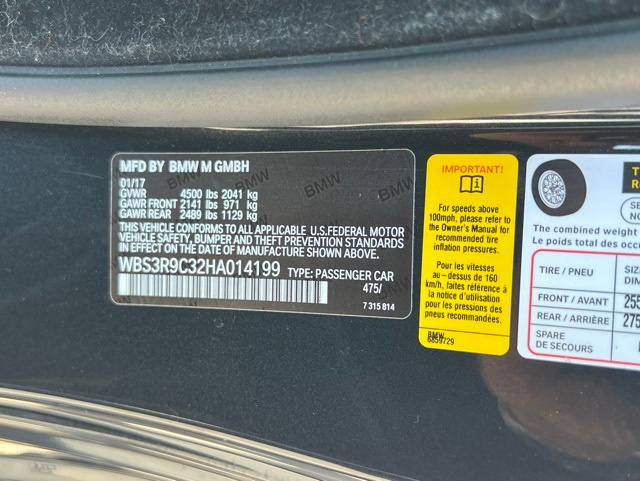 MFD BY BMW M GMBH
01/17
GVWR 4500 lbs 2041 kg
GAWR FRONT 2141 lbs 971 kg
GAWR REAR 2489 lbs 1129 kg
THIS VEHICLE CONFORMS TO ALL APPLICABLE U.S.FEDERAL MOTOR
VEHICLE SAFETY, BUMPER AND THEFT PREVENTION STANDARDS
IN EFFECT ON THE DATE OF MANUFACTURE SHOWN ABOVE.
WBS3R9C32HA014199 TYPE: PASSENGER CAR
475/
7 315 814
IMPORTANT!
For speeds above
100mph, please refer to
the Owner's Manual for
recommended tire
inflation pressures.
Pour les vitesses au
-dessus de 160
km/h, faites référence à
la notice d'utilisation
pour les pressions des
pneus recommandées.
BMW
6859729
The combined
Le poids total des
TIRE / PNEU
FRONT / AVANT
REAR / ARRIÈRE 275
SPARE
DE SECOURS